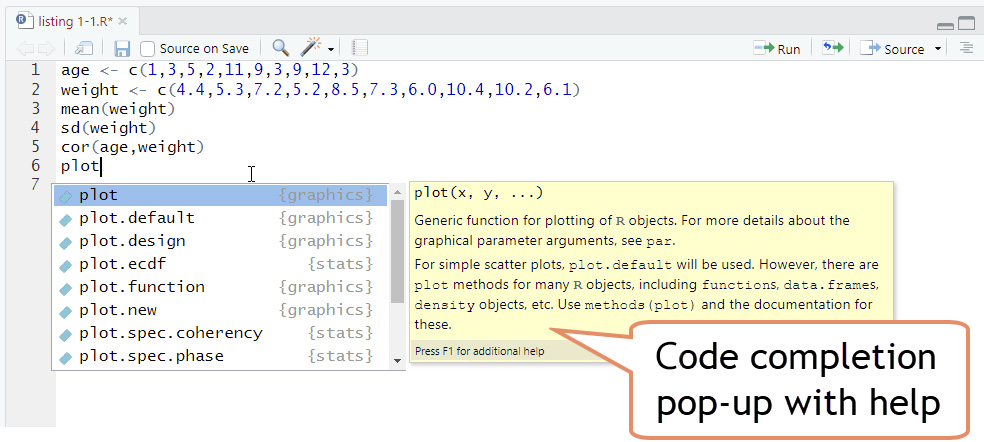 listing 1-1.R*
Source on Save
Run
Source
1 age <- c(1,3,5,2,11,9,3,9,12,3)
2 weight <- c(4.4,5.3,7.2,5.2,8.5,7.3,6.0,10.4,10.2,6.1)
3 mean(weight)
4 sd(weight)
5 cor(age,weight)
6 plot
7
plot {graphics}
plot.default {graphics}
plot.design {graphics}
plot.ecdf {stats}
plot.function {graphics}
plot.new {graphics}
plot.spec.coherency {stats}
plot.spec.phase {stats}
plot(x, y, ...)
Generic function for plotting of R objects. For more details about the
graphical parameter arguments, see par.
For simple scatter plots, plot.default will be used. However, there are
plot methods for many R objects, including functions, data.frames,
density objects, etc. Use methods(plot) and the documentation for
these.
Press F1 for additional help
Code completion
pop-up with help